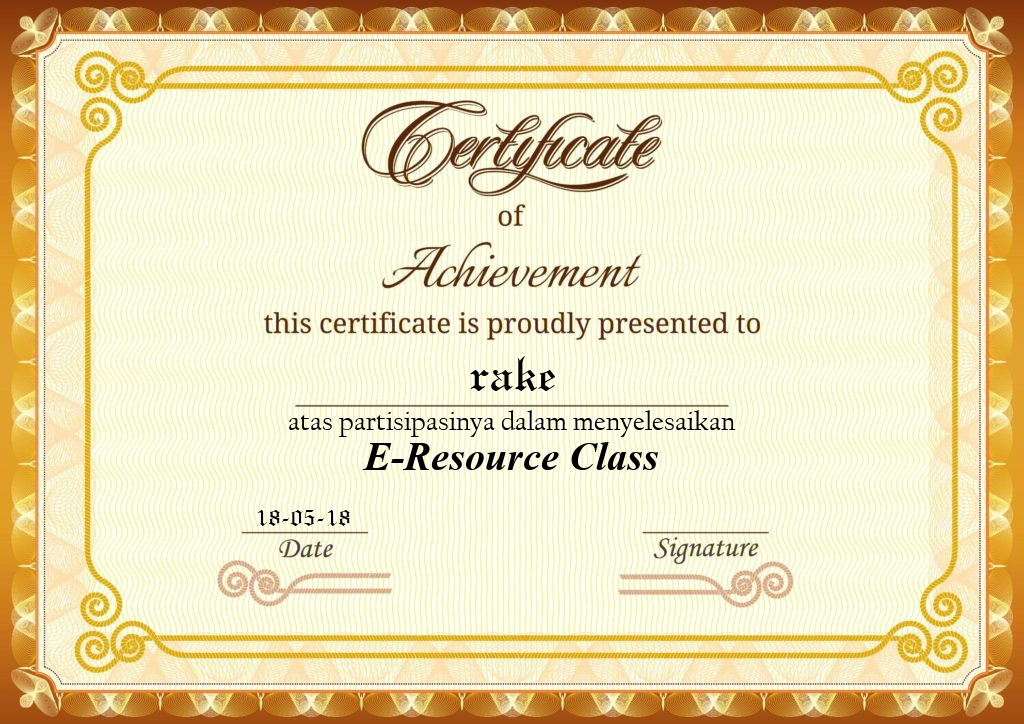 Certificate
of
Achievement
this certificate is proudly presented to
rake
atas partisipasinya dalam menyelesaikan
E-Resource Class
18-05-18
Date
Signature